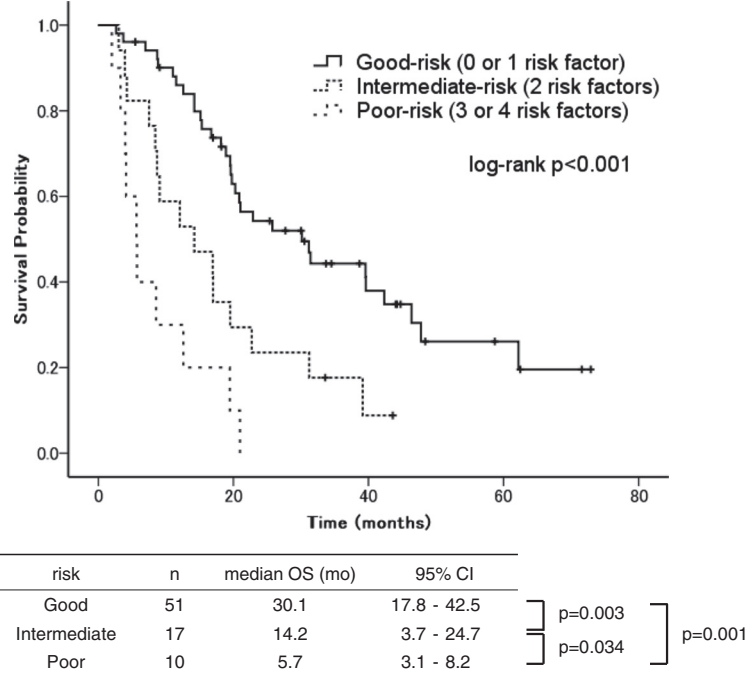 1.0
0.8
0.6
0.4
0.2
0.0
Survival Probability
Good-risk (0 or 1 risk factor)
Intermediate-risk (2 risk factors)
Poor-risk (3 or 4 risk factors)
log-rank p<0.001
0 20 40 60 80
Time (months)
risk n median OS (mo) 95% CI
Good 51 30.1 17.8 - 42.5
p=0.003
Intermediate 17 14.2 3.7 - 24.7
p=0.001
p=0.034
Poor 10 5.7 3.1 - 8.2